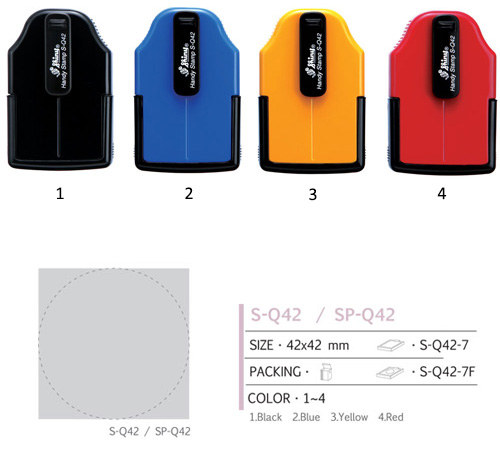 Shiny® Handy Stamp S-Q42
Shiny® Handy Stamp S-Q42
Shiny® Handy Stamp S-Q42
Shiny® Handy Stamp S-Q42
1 2 3 4
S-Q42 / SP-Q42
S-Q42 / SP-Q42
SIZE · 42x42 mm · S-Q42-7
PACKING · · S-Q42-7F
COLOR · 1~4
1.Black 2.Blue 3.Yellow 4.Red